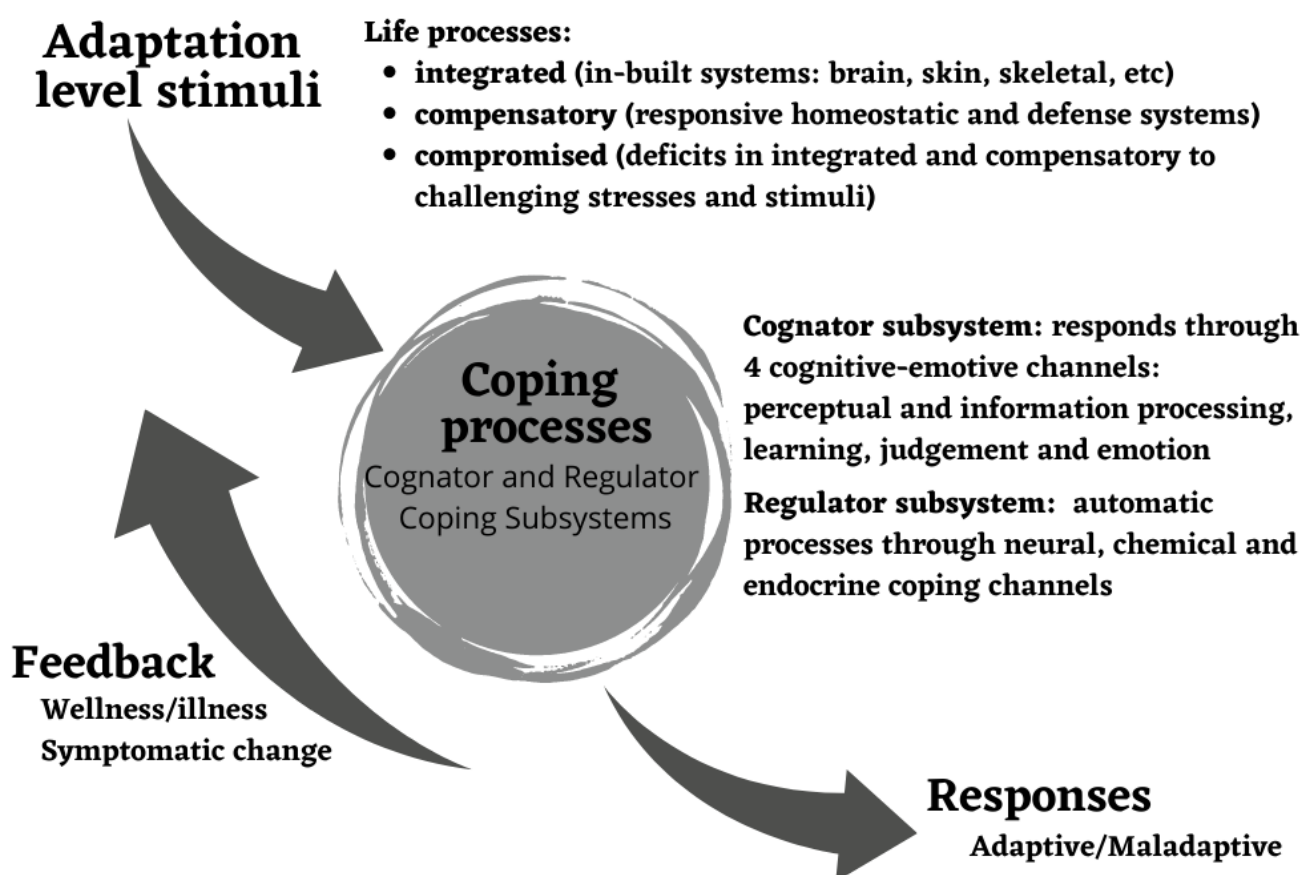 Adaptation
level stimuli
Life processes:
• integrated (in-built systems: brain, skin, skeletal, etc)
• compensatory (responsive homeostatic and defense systems)
• compromised (deficits in integrated and compensatory to
challenging stresses and stimuli)
Coping
processes
Cognator and Regulator
Coping Subsystems
Cognator subsystem: responds through
4 cognitive-emotive channels:
perceptual and information processing,
learning, judgement and emotion
Regulator subsystem: automatic
processes through neural, chemical and
endocrine coping channels
Feedback
Wellness/illness
Symptomatic change
Responses
Adaptive/Maladaptive